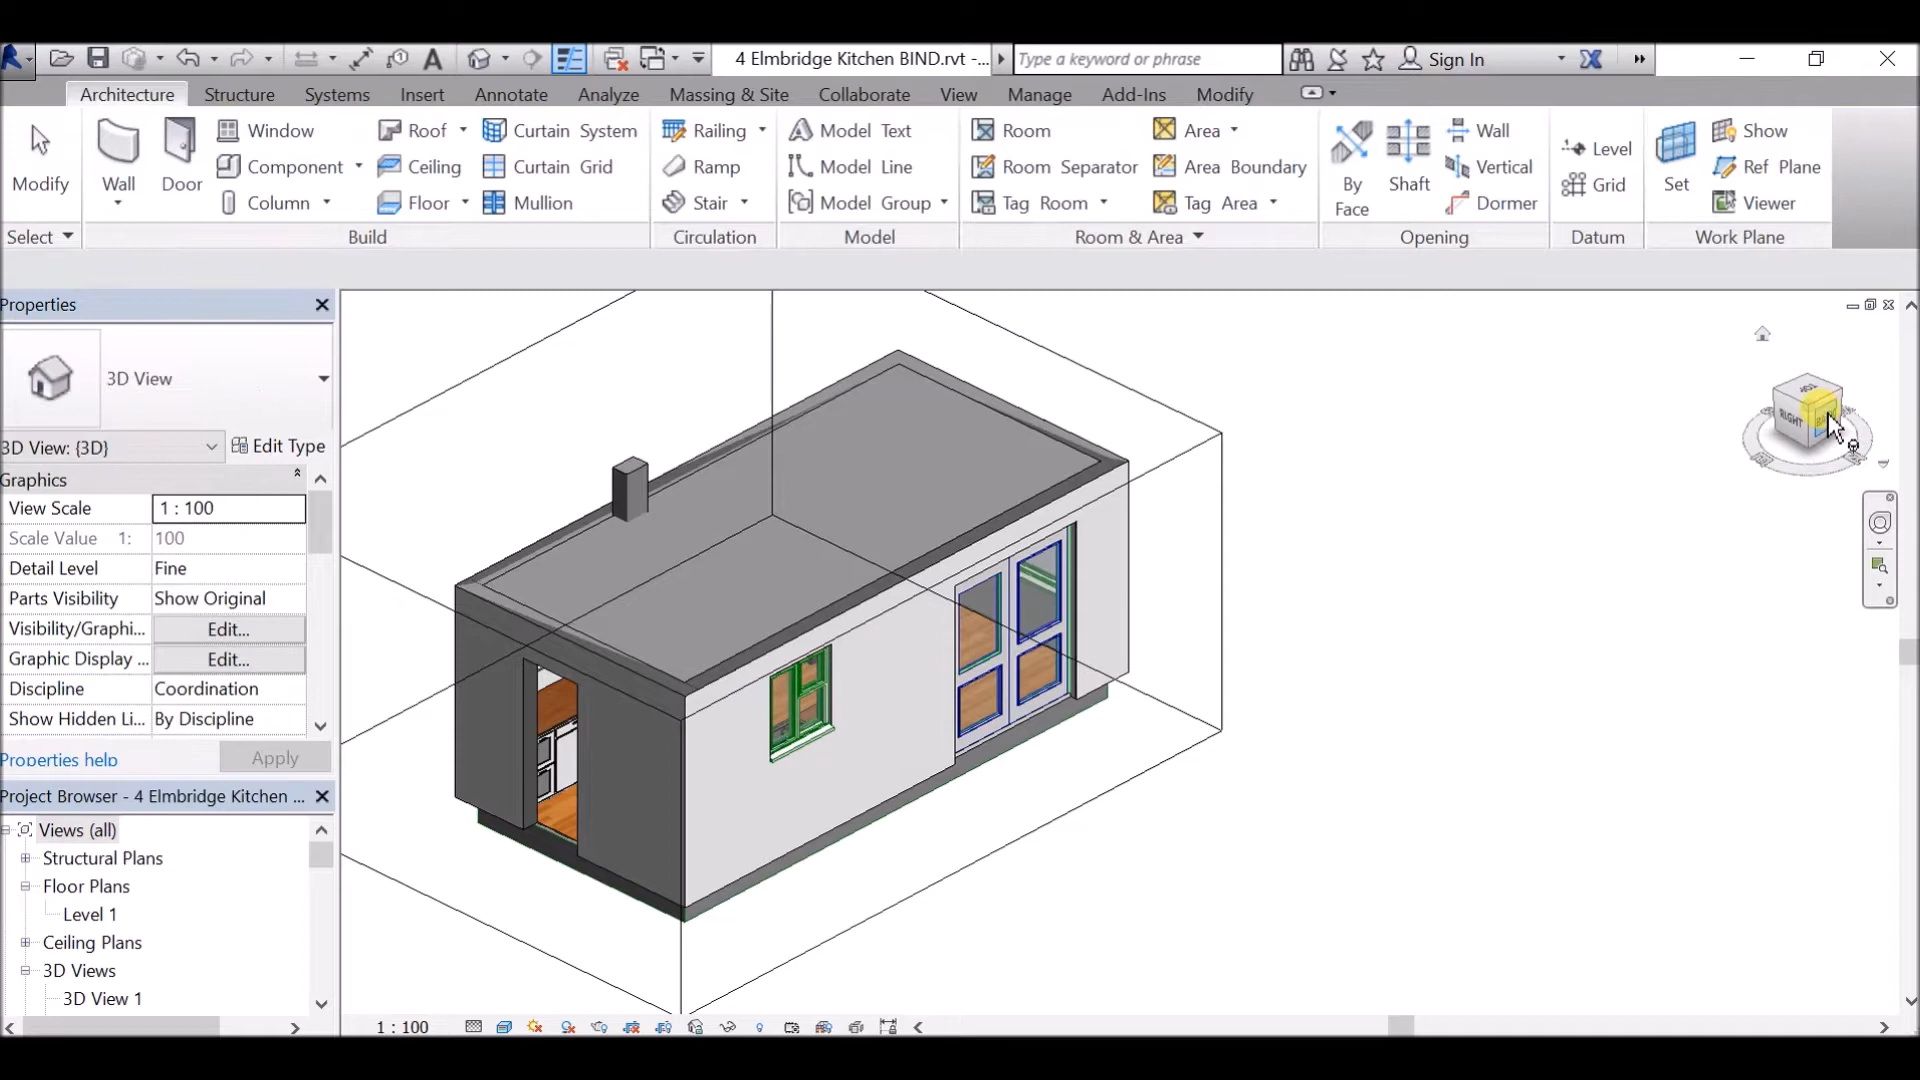 4 Elmbridge Kitchen BIND.rvt -...
Type a keyword or phrase
Sign In
Architecture Structure Systems Insert Annotate Analyze Massing & Site Collaborate View Manage Add-Ins Modify
Modify
Wall
Door
Window
Component
Column
Roof
Ceiling
Floor
Curtain System
Curtain Grid
Mullion
Railing
Ramp
Stair
Model Text
Model Line
Model Group
Room
Room Separator
Tag Room
Area
Area Boundary
Tag Area
By
Face
Shaft
Wall
Vertical
Dormer
Level
Grid
Set
Show
Ref Plane
Viewer
Select Build Circulation Model Room & Area Opening Datum Work Plane
Properties
3D View
3D View: {3D} Edit Type
Graphics
View Scale 1 : 100
Scale Value 1: 100
Detail Level Fine
Parts Visibility Show Original
Visibility/Graphi... Edit...
Graphic Display ... Edit...
Discipline Coordination
Show Hidden Li... By Discipline
Properties help Apply
Project Browser - 4 Elmbridge Kitchen ...
Views (all)
Structural Plans
Floor Plans
Level 1
Ceiling Plans
3D Views
3D View 1
TOP
RIGHT
1 : 100